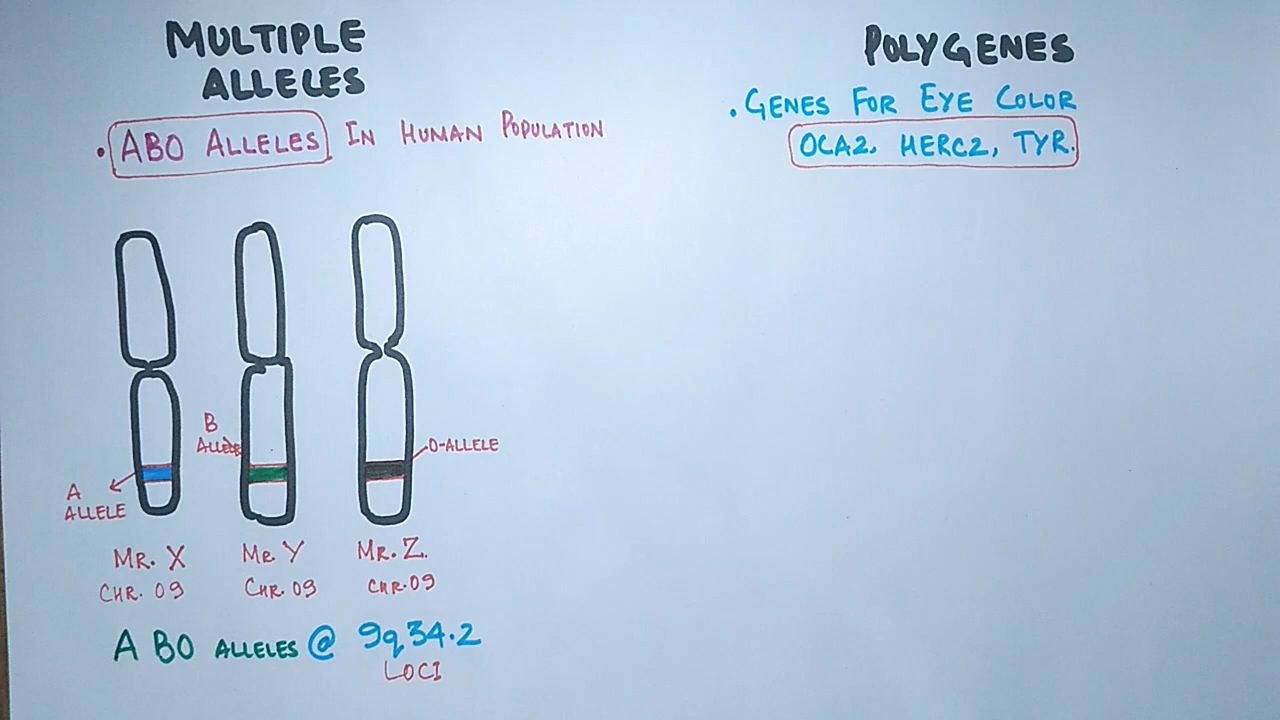 MULTIPLE
ALLELES
• ABO ALLELES IN HUMAN POPULATION
A
ALLELE
B
ALLELE
O-ALLELE
MR. X
CHR. 09
MR. Y
CHR. 09
MR. Z.
CHR. 09
ABO ALLELES @ 9q34.2
LOCI
POLYGENES
• GENES FOR EYE COLOR
OCA2, HERC2, TYR.